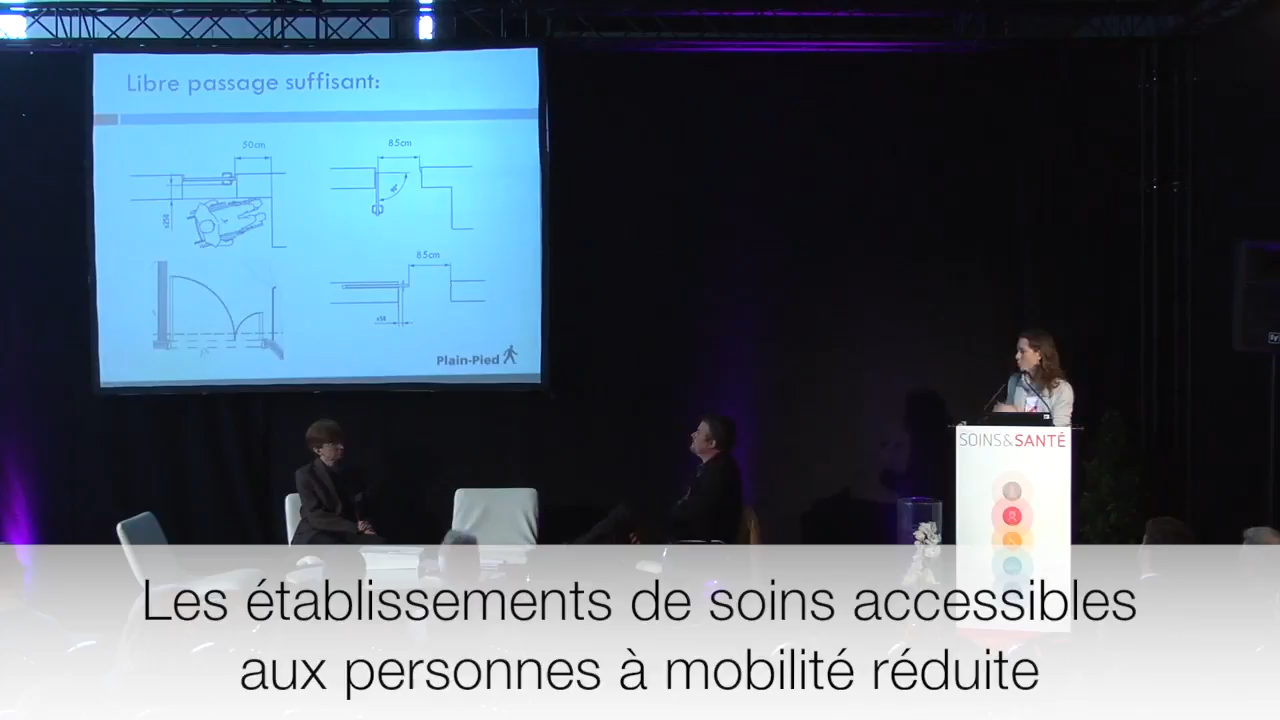 Libre passage suffisant:
50cm
85cm
85cm
Plain-Pied
SOINS&SANTÉ
Les établissements de soins accessibles
aux personnes à mobilité réduite